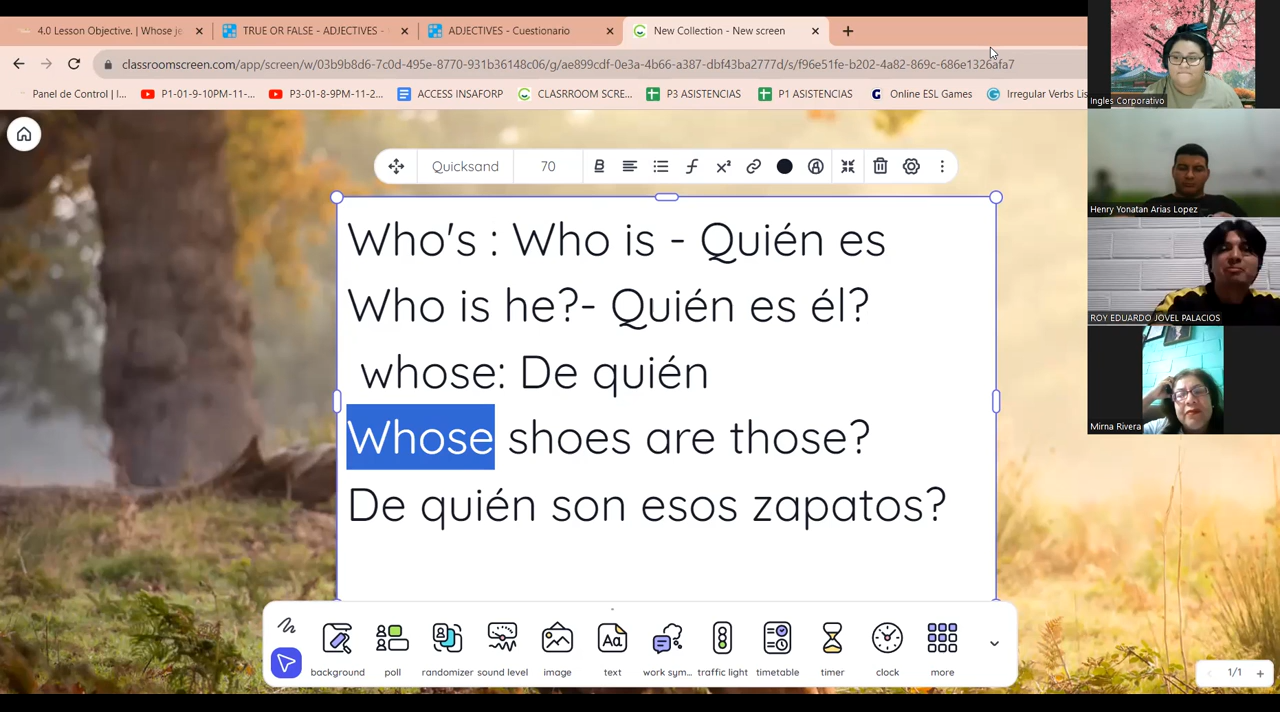 4.0 Lesson Objective. | Whose je
TRUE OR FALSE - ADJECTIVES -
ADJECTIVES - Cuestionario
New Collection - New screen
classroomscreen.com/app/screen/w/03b9b8d6-7c0d-495e-8770-931b36148c06/g/ae899cdf-0e3a-4b66-a387-dbf43ba2777d/s/f96e51fe-b202-4a82-869c-686e1326afa7
Panel de Control | I...
P1-01-9-10PM-11-...
P3-01-8-9PM-11-2...
ACCESS INSAFORP
CLASSROOM SCRE...
P3 ASISTENCIAS
P1 ASISTENCIAS
Online ESL Games
Irregular Verbs Lis
Ingles Corporativo
Henry Yonatan Arias Lopez
ROY EDUARDO JOVEL PALACIOS
Mirna Rivera
Quicksand
70
Who's : Who is - Quién es
Who is he?- Quién es él?
whose: De quién
Whose shoes are those?
De quién son esos zapatos?
background
poll
randomizer
sound level
image
text
work sym...
traffic light
timetable
timer
clock
more
1/1